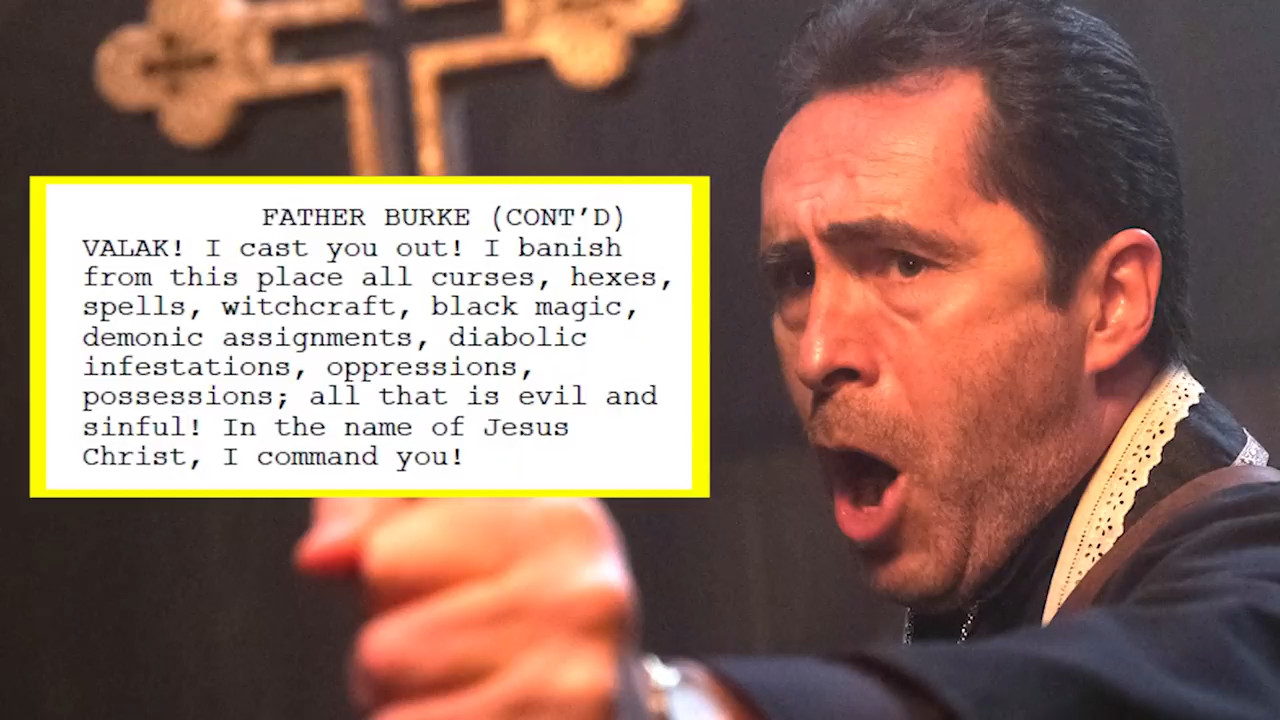 FATHER BURKE (CONT'D)
VALAK! I cast you out! I banish
from this place all curses, hexes,
spells, witchcraft, black magic,
demonic assignments, diabolic
infestations, oppressions,
possessions; all that is evil and
sinful! In the name of Jesus
Christ, I command you!